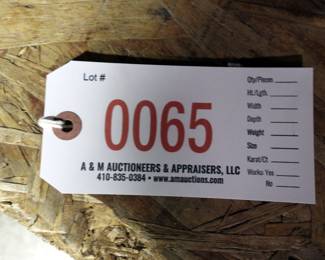 Lot #
0065
A & M AUCTIONEERS & APPRAISERS, LLC
410-835-0384 • www.amauctions.com
Qty/Pieces
Ht./Lgth.
Width
Depth
Weight
Size
Karat/Ct
Works Yes
No